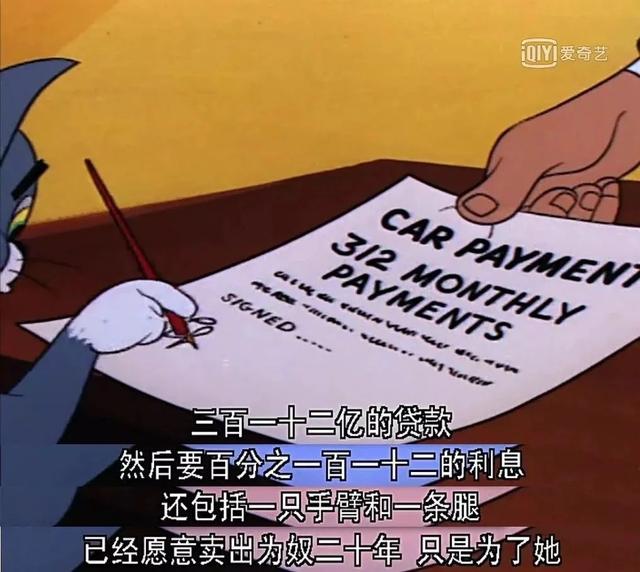 iQIYI 爱奇艺
CAR PAYMENT
312 MONTHLY
PAYMENTS
SIGNED.....
三百一十二亿的贷款
然后要百分之一百一十二的利息
还包括一只手臂和一条腿
已经愿意卖出为奴二十年 只是为了她